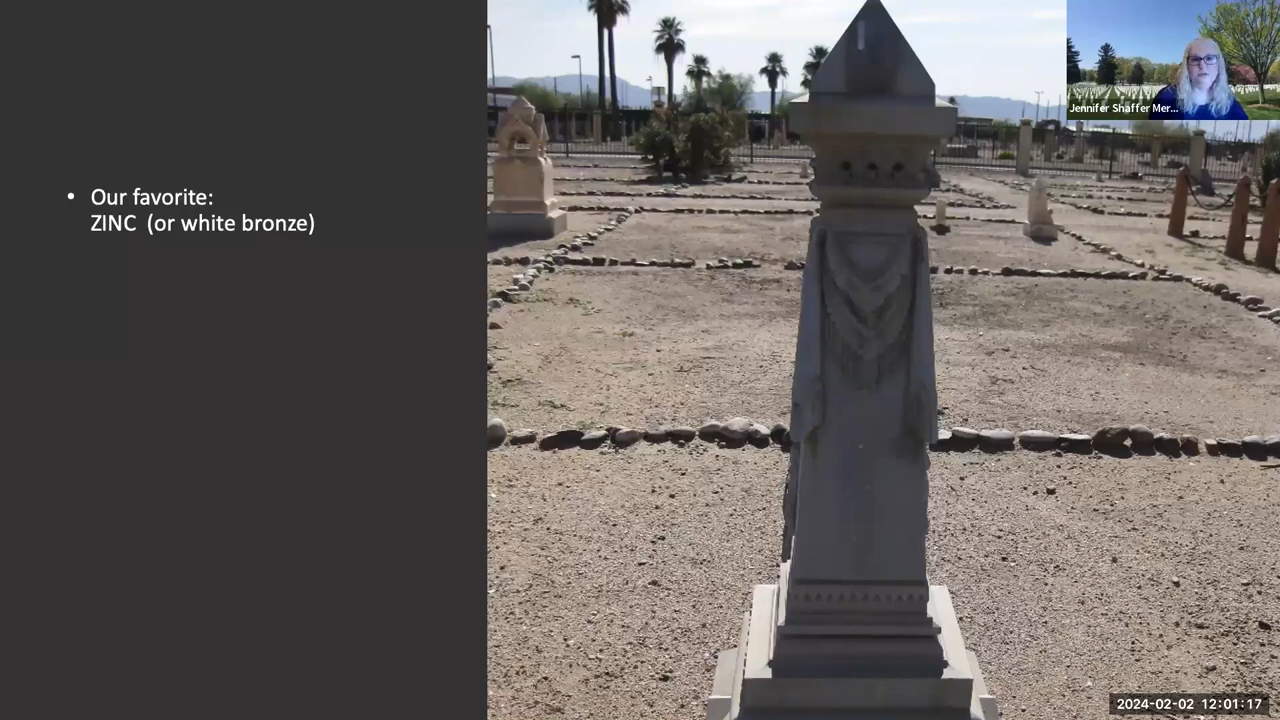 • Our favorite:
ZINC (or white bronze)
Jennifer Shaffer Mer...
2024-02-02 12:01:17